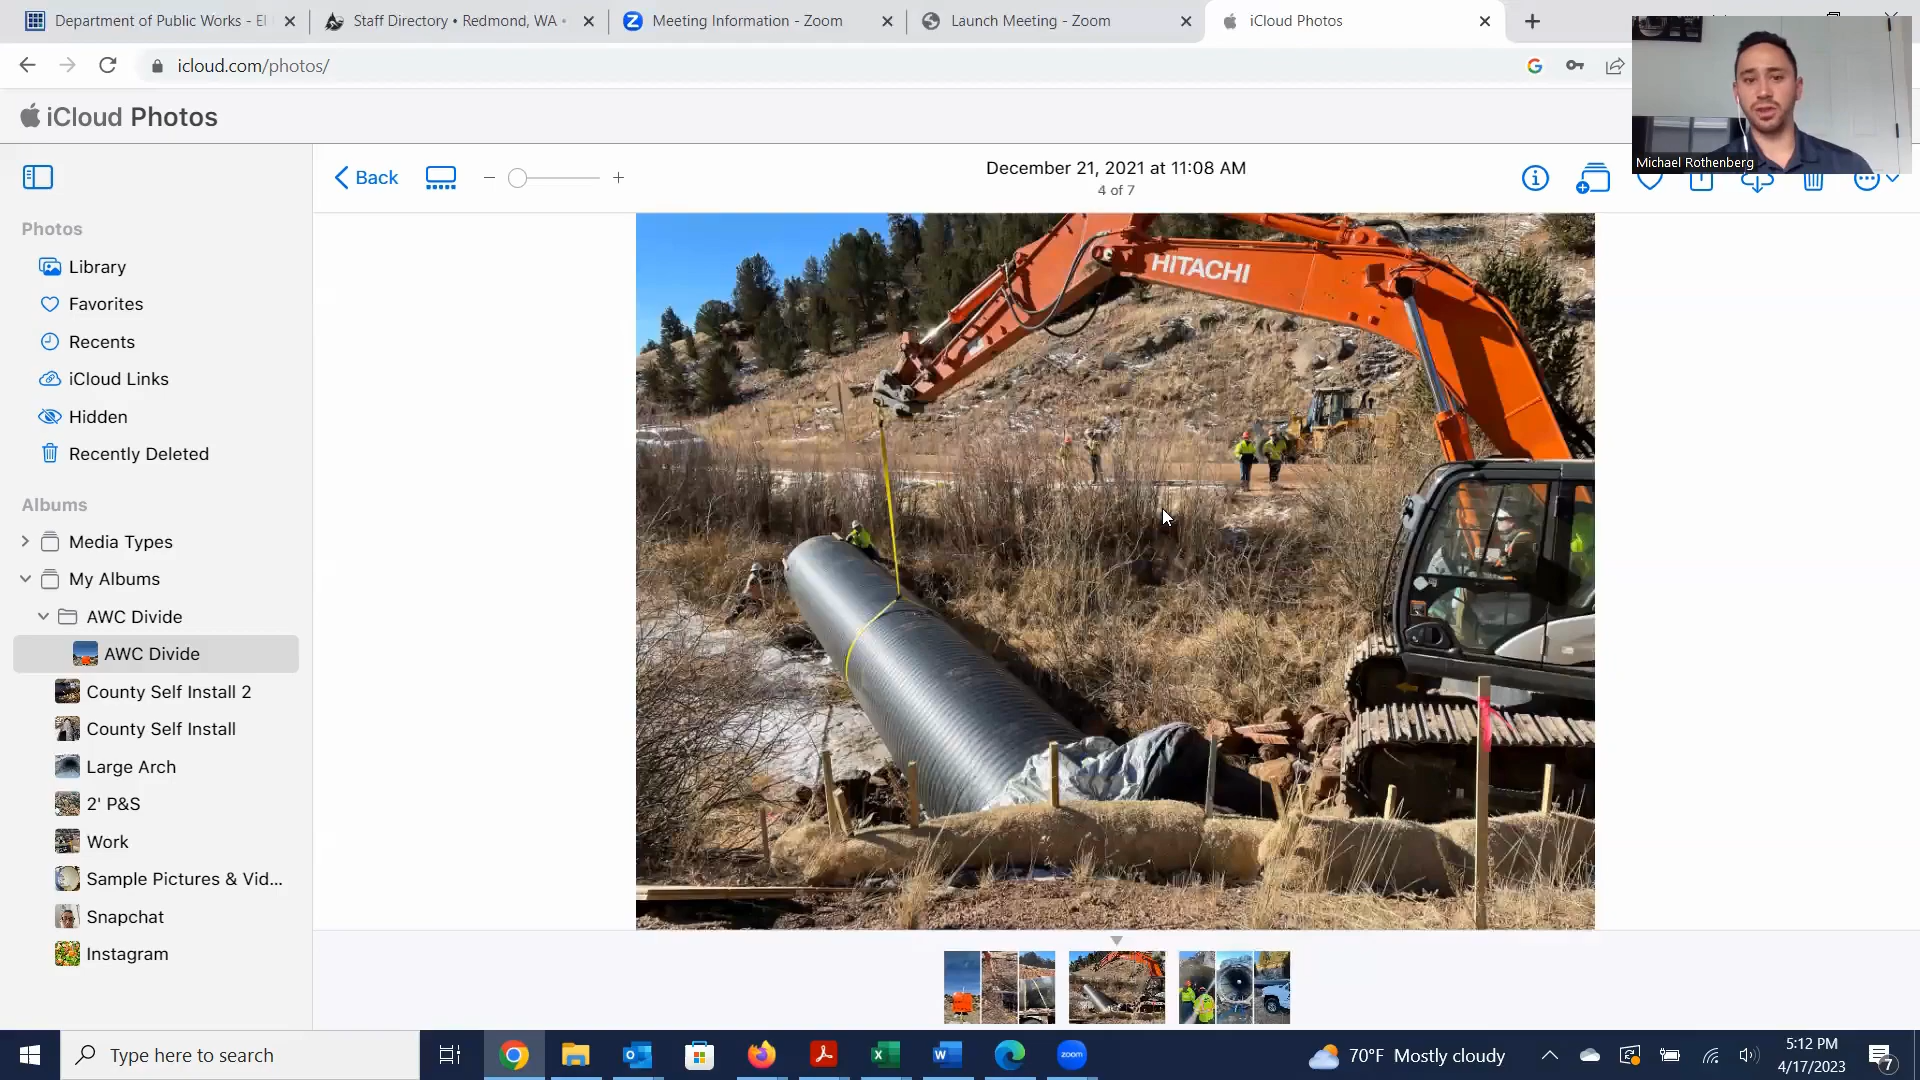 Department of Public Works - El
Staff Directory • Redmond, WA •
Meeting Information - Zoom
Launch Meeting - Zoom
iCloud Photos
icloud.com/photos/
iCloud Photos
Michael Rothenberg
Back
December 21, 2021 at 11:08 AM
4 of 7
Photos
Library
Favorites
Recents
iCloud Links
Hidden
Recently Deleted
Albums
Media Types
My Albums
AWC Divide
AWC Divide
County Self Install 2
County Self Install
Large Arch
2' P&S
Work
Sample Pictures & Vid...
Snapchat
Instagram
HITACHI
Type here to search
zoom
70°F Mostly cloudy
5:12 PM
4/17/2023
7